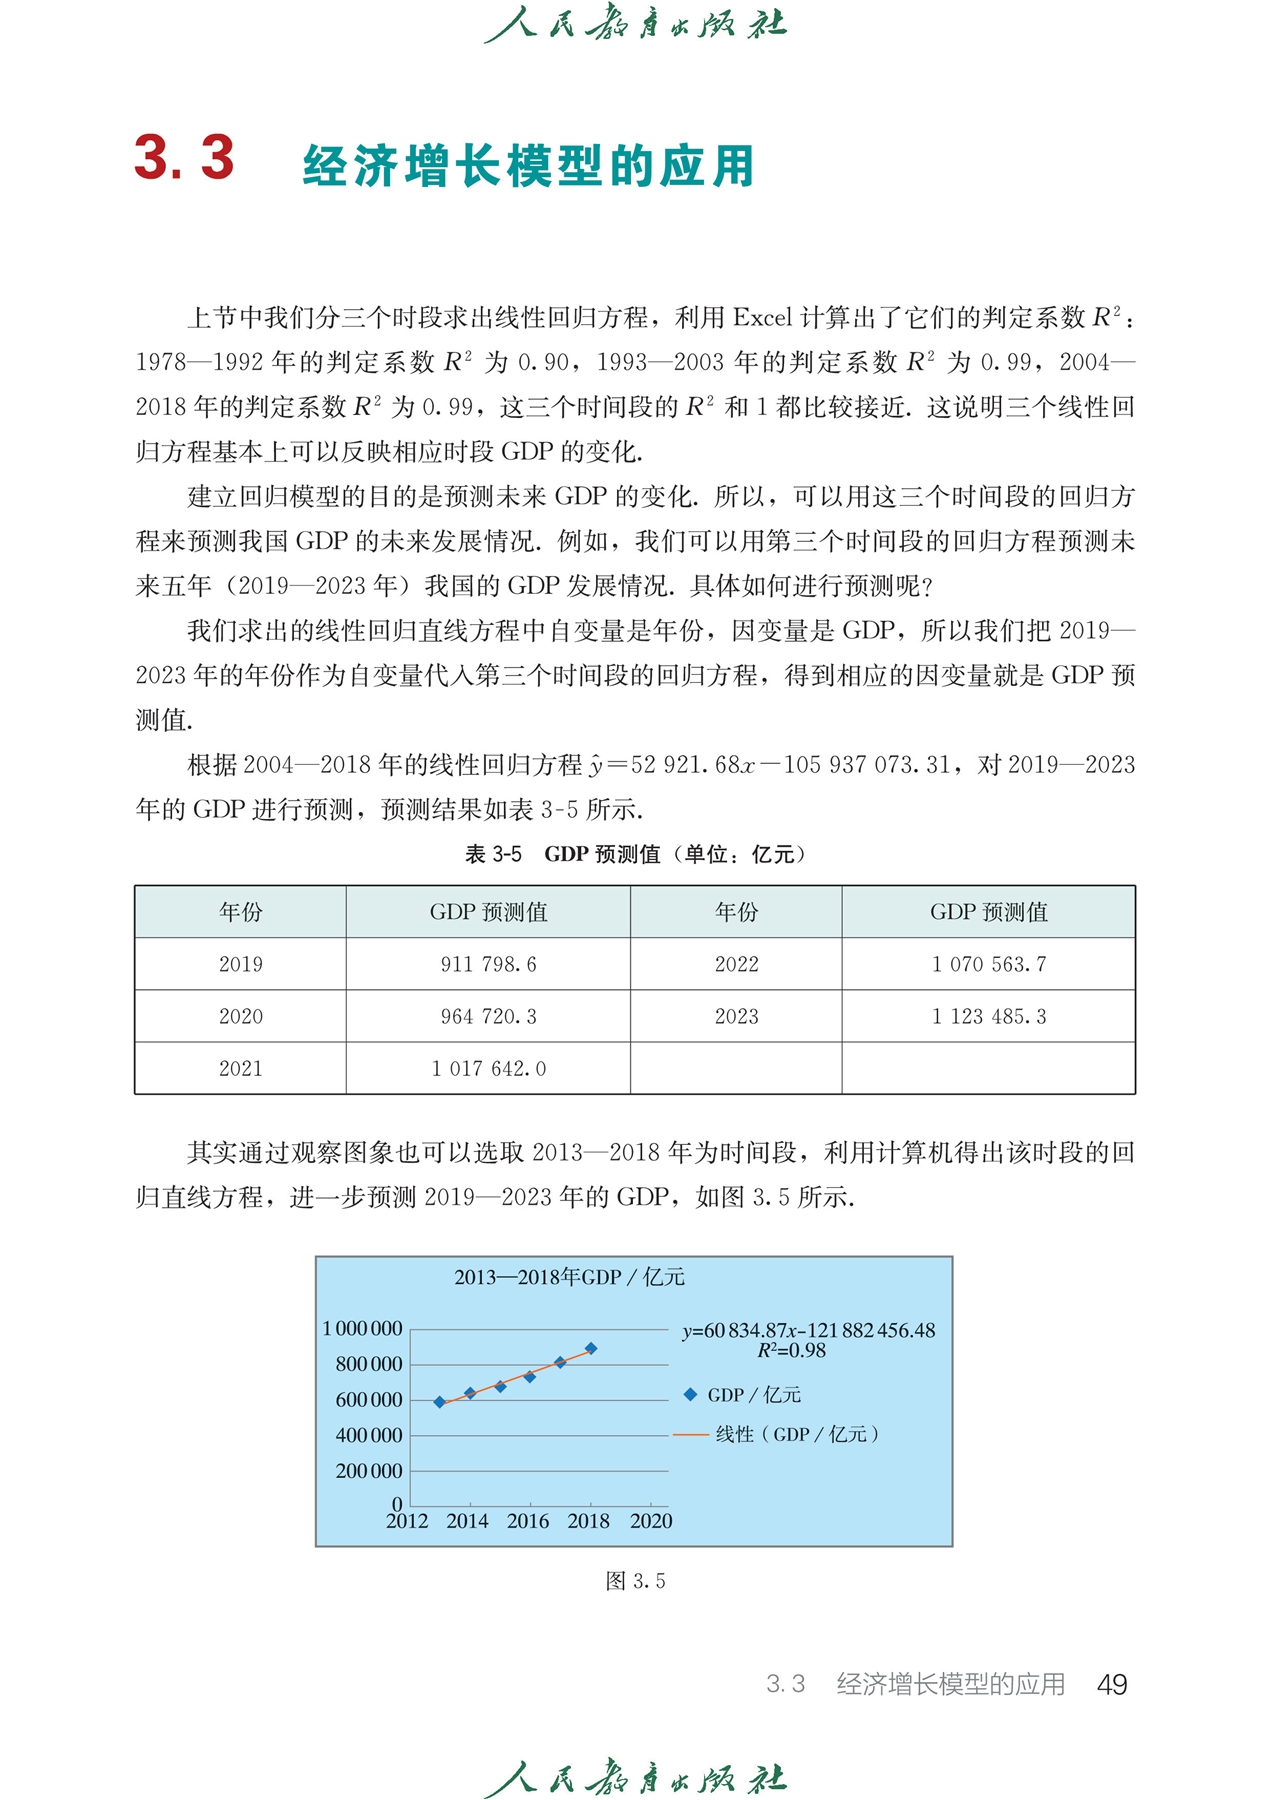 人民教育出版社
3.3 经济增长模型的应用
上节中我们分三个时段求出线性回归方程，利用 Excel 计算出了它们的判定系数 R²：
1978—1992 年的判定系数 R² 为 0.90，1993—2003 年的判定系数 R² 为 0.99，2004—
2018 年的判定系数 R² 为 0.99，这三个时间段的 R² 和 1 都比较接近. 这说明三个线性回
归方程基本上可以反映相应时段 GDP 的变化.
建立回归模型的目的是预测未来 GDP 的变化. 所以，可以用这三个时间段的回归方
程来预测我国 GDP 的未来发展情况. 例如，我们可以用第三个时间段的回归方程预测未
来五年（2019—2023 年）我国的 GDP 发展情况. 具体如何进行预测呢？
我们求出的线性回归直线方程中自变量是年份，因变量是 GDP，所以我们把 2019—
2023 年的年份作为自变量代入第三个时间段的回归方程，得到相应的因变量就是 GDP 预
测值.
根据 2004—2018 年的线性回归方程 ŷ＝52 921.68x－105 937 073.31，对 2019—2023
年的 GDP 进行预测，预测结果如表 3-5 所示.
表 3-5 GDP 预测值（单位：亿元）
年份 GDP 预测值 年份 GDP 预测值
2019 911 798.6 2022 1 070 563.7
2020 964 720.3 2023 1 123 485.3
2021 1 017 642.0
其实通过观察图象也可以选取 2013—2018 年为时间段，利用计算机得出该时段的回
归直线方程，进一步预测 2019—2023 年的 GDP，如图 3.5 所示.
2013—2018年GDP / 亿元
1 000 000
800 000
600 000
400 000
200 000
0
2012 2014 2016 2018 2020
y=60 834.87x-121 882 456.48
R²=0.98
GDP / 亿元
线性（GDP / 亿元）
图 3.5
3.3 经济增长模型的应用 49
人民教育出版社